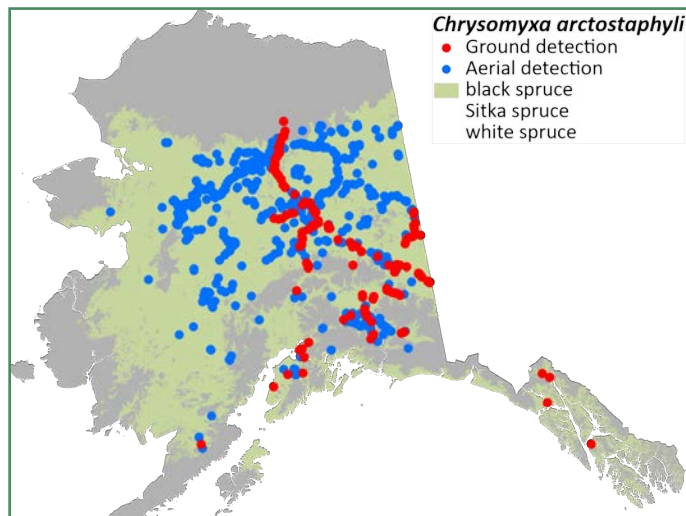 Chrysomyxa arctostaphyli
Ground detection
Aerial detection
black spruce
Sitka spruce
white spruce